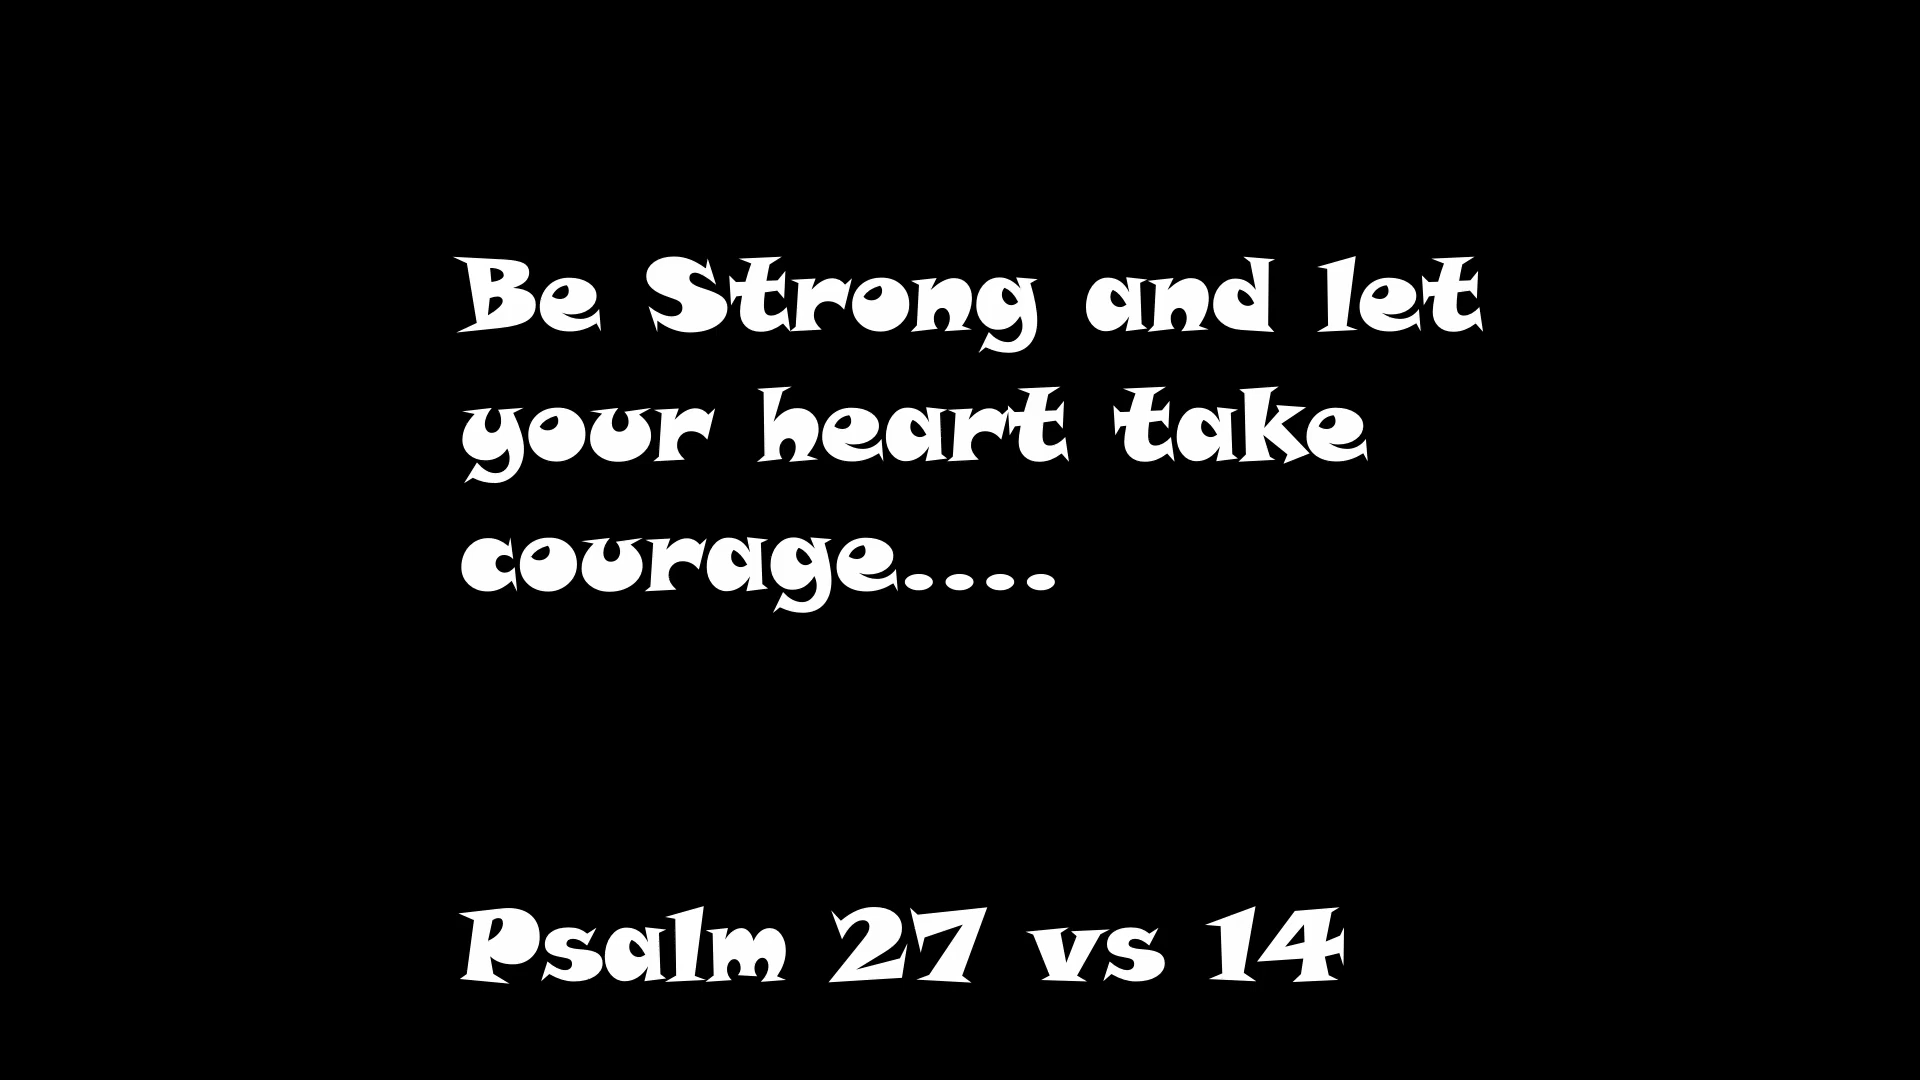 Be Strong and let
your heart take
courage....
Psalm 27 vs 14